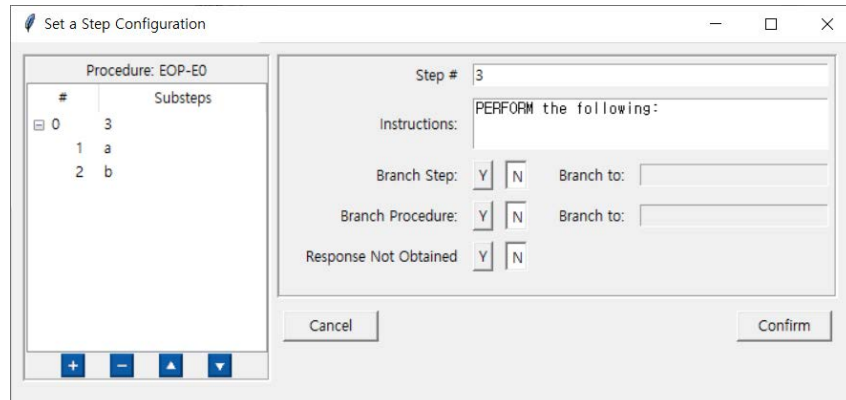 Set a Step Configuration
Procedure: EOP-E0
# Substeps
0 3
1 a
2 b
Step # 3
Instructions: PERFORM the following:
Branch Step: Y N Branch to:
Branch Procedure: Y N Branch to:
Response Not Obtained Y N
Cancel Confirm